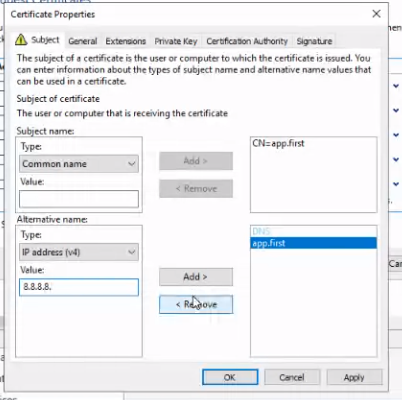 Certificate Properties
Subject
General
Extensions
Private Key
Certification Authority
Signature
The subject of a certificate is the user or computer to which the certificate is issued. You
can enter information about the types of subject name and alternative name values that
can be used in a certificate.
Subject of certificate
The user or computer that is receiving the certificate
Subject name:
Type:
Common name
Value:
Add >
< Remove
CN=app.first
Alternative name:
Type:
IP address (v4)
Value:
8.8.8.8.
Add >
< Remove
DNS
app.first
OK
Cancel
Apply